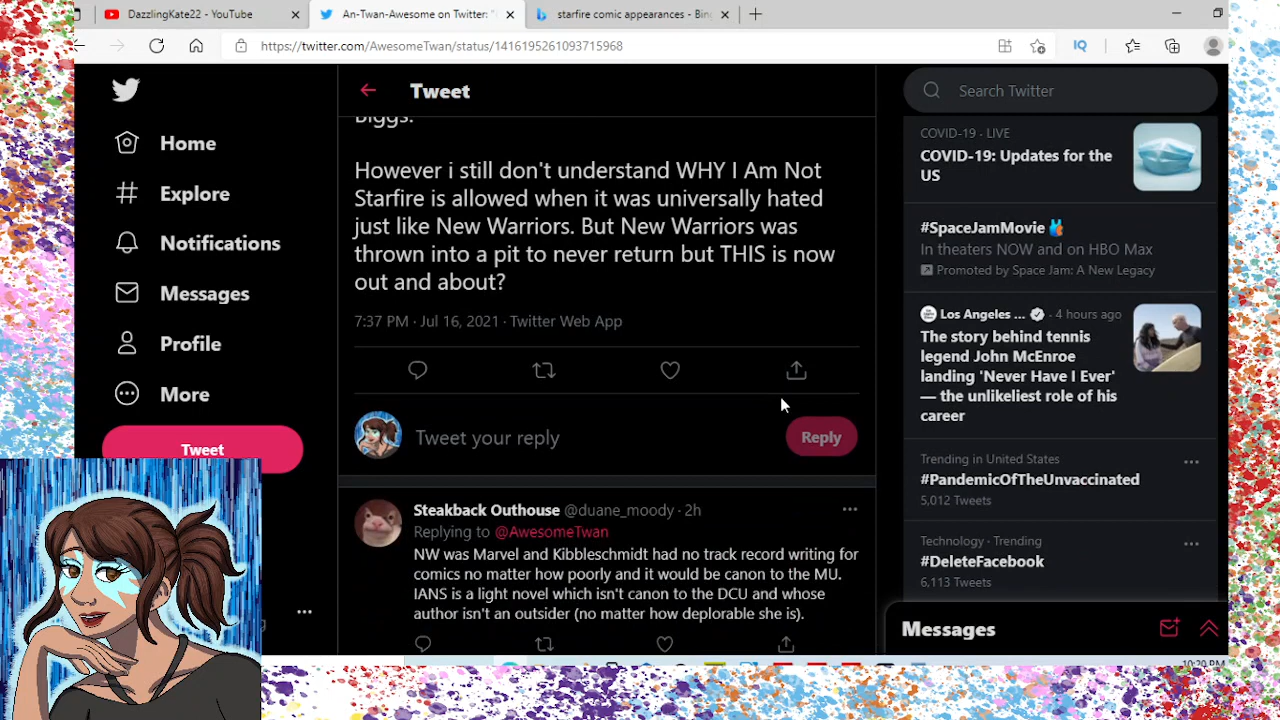 DazzlingKate22 - YouTube
An-Twan-Awesome on Twitter: "
starfire comic appearances - Bing
https://twitter.com/AwesomeTwan/status/1416195261093715968
Home
Explore
Notifications
Messages
Profile
More
Tweet
Tweet
Biggs.
However i still don't understand WHY I Am Not
Starfire is allowed when it was universally hated
just like New Warriors. But New Warriors was
thrown into a pit to never return but THIS is now
out and about?
7:37 PM · Jul 16, 2021 · Twitter Web App
Tweet your reply
Reply
Steakback Outhouse @duane_moody · 2h
Replying to @AwesomeTwan
NW was Marvel and Kibbleschmidt had no track record writing for
comics no matter how poorly and it would be canon to the MU.
IANS is a light novel which isn't canon to the DCU and whose
author isn't an outsider (no matter how deplorable she is).
Search Twitter
COVID-19 · LIVE
COVID-19: Updates for the
US
#SpaceJamMovie
In theaters NOW and on HBO Max
Promoted by Space Jam: A New Legacy
Los Angeles ... · 4 hours ago
The story behind tennis
legend John McEnroe
landing 'Never Have I Ever'
— the unlikeliest role of his
career
Trending in United States
#PandemicOfTheUnvaccinated
5,012 Tweets
Technology · Trending
#DeleteFacebook
6,113 Tweets
Messages
10:20 PM